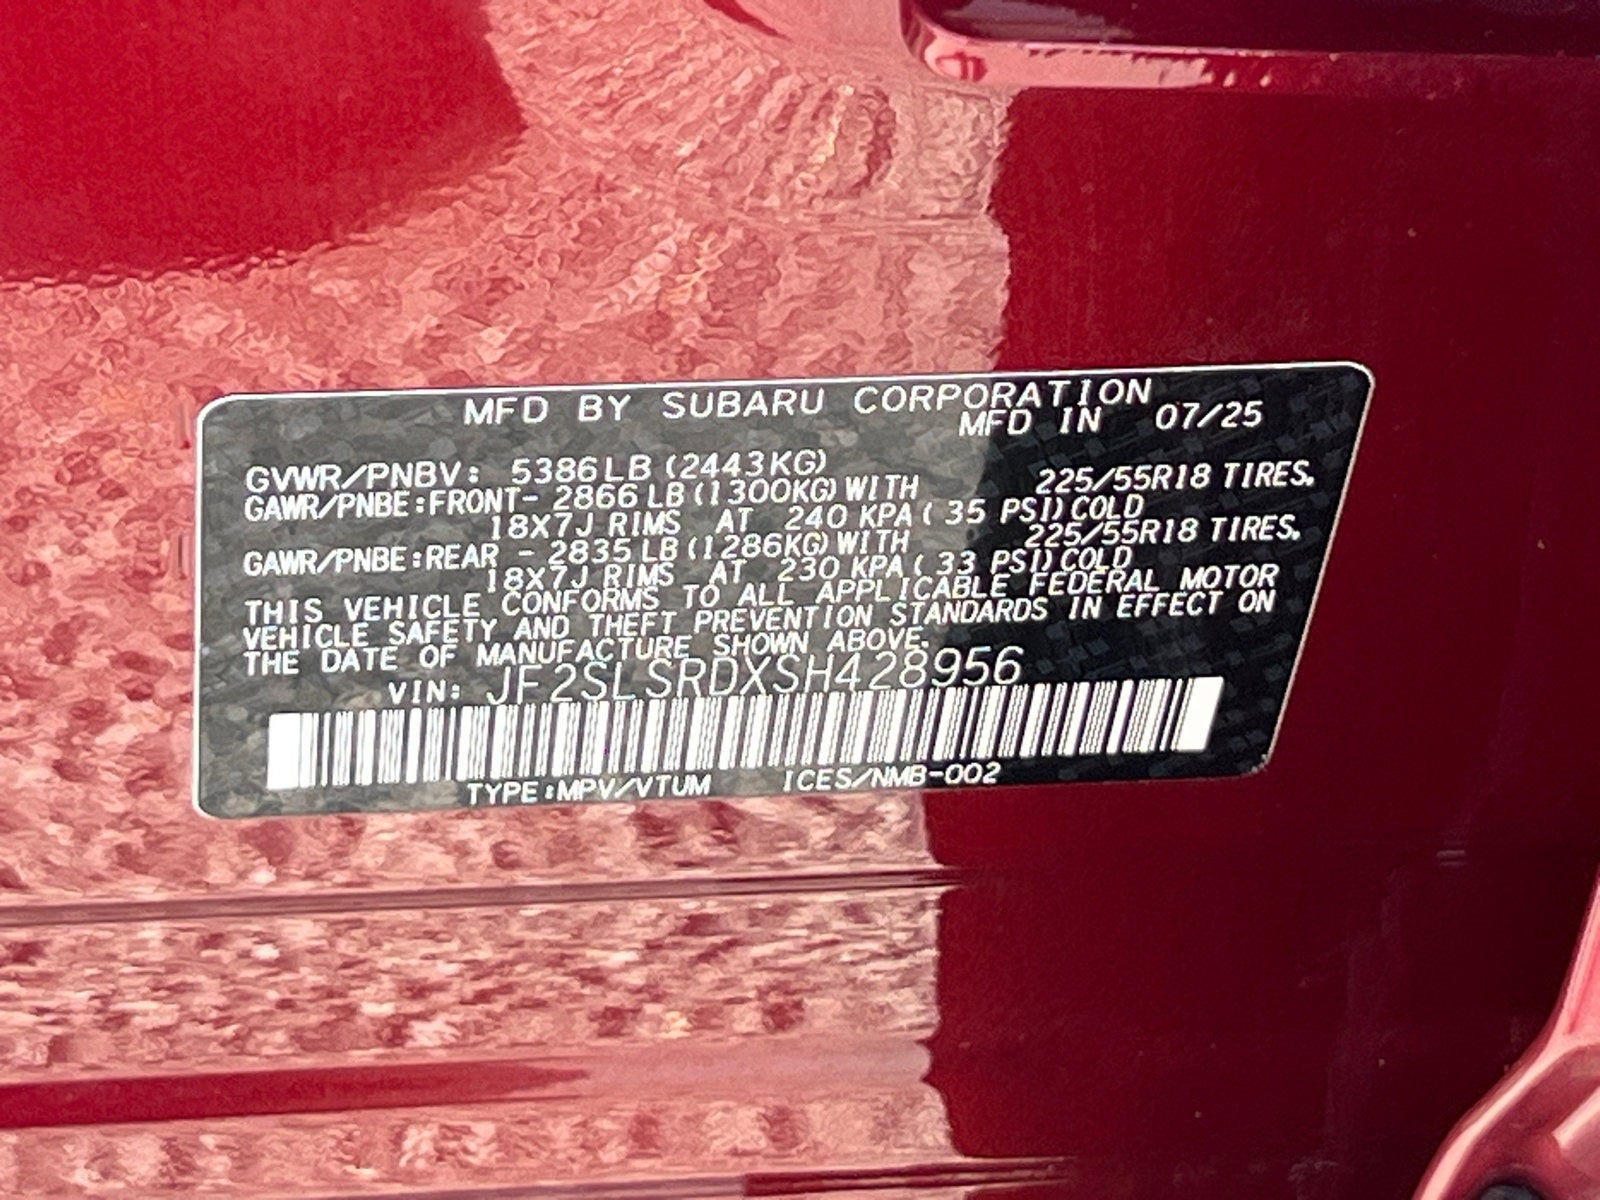 MFD BY SUBARU CORPORATION
MFD IN 07/25
GVWR/PNBV: 5386LB (2443KG)
GAWR/PNBE:FRONT- 2866 LB (1300KG) WITH 225/55R18 TIRES.
18X7J RIMS AT 240 KPA ( 35 PSI) COLD
GAWR/PNBE:REAR - 2835 LB (1286KG) WITH 225/55R18 TIRES.
18X7J RIMS AT 230 KPA ( 33 PSI) COLD
THIS VEHICLE CONFORMS TO ALL APPLICABLE FEDERAL MOTOR
VEHICLE SAFETY AND THEFT PREVENTION STANDARDS IN EFFECT ON
THE DATE OF MANUFACTURE SHOWN ABOVE.
VIN: JF2SLSRDXSH428956
TYPE:MPV/VTUM ICES/NMB-002